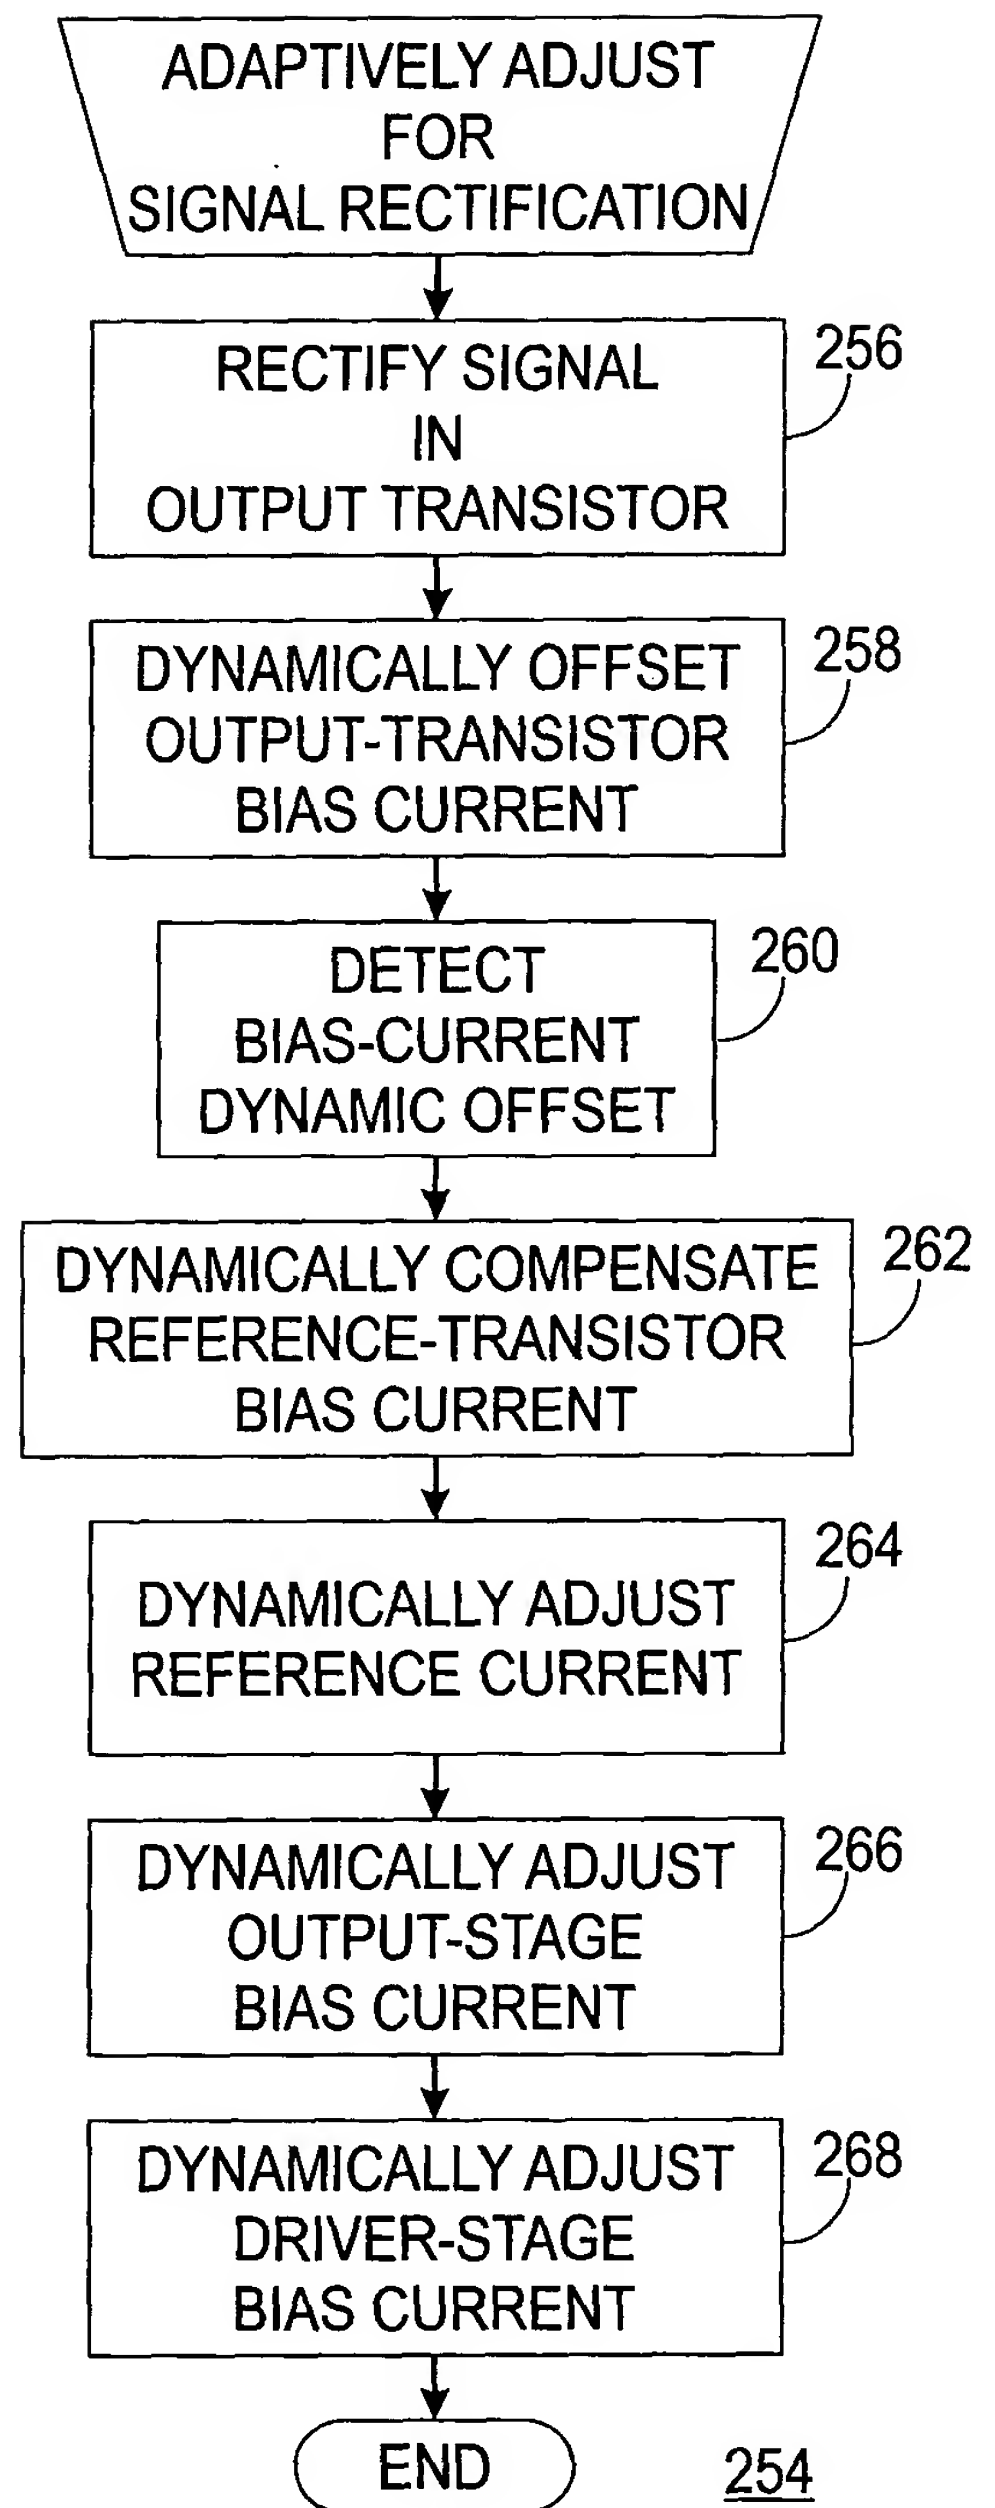 ADAPTIVELY ADJUST
FOR
SIGNAL RECTIFICATION
RECTIFY SIGNAL
IN
OUTPUT TRANSISTOR
256
DYNAMICALLY OFFSET
OUTPUT-TRANSISTOR
BIAS CURRENT
258
DETECT
BIAS-CURRENT
DYNAMIC OFFSET
260
DYNAMICALLY COMPENSATE
REFERENCE-TRANSISTOR
BIAS CURRENT
262
DYNAMICALLY ADJUST
REFERENCE CURRENT
264
DYNAMICALLY ADJUST
OUTPUT-STAGE
BIAS CURRENT
266
DYNAMICALLY ADJUST
DRIVER-STAGE
BIAS CURRENT
268
END
254